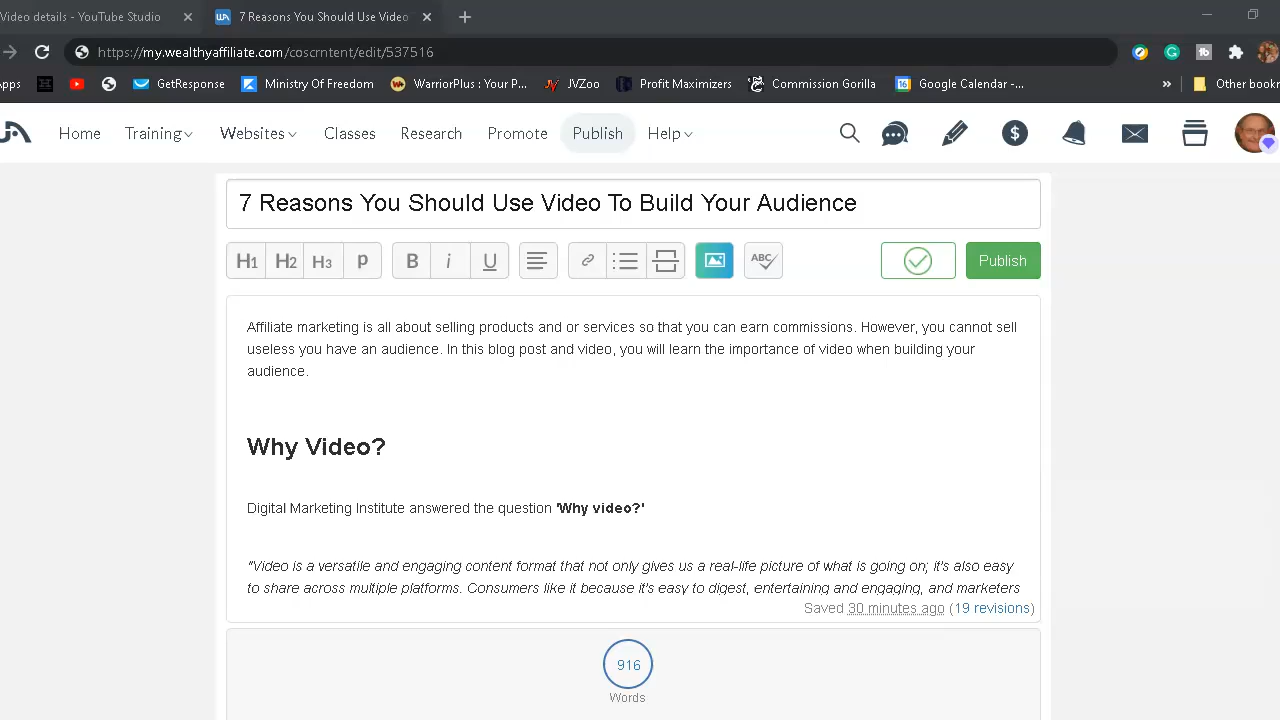 Video details - YouTube Studio
7 Reasons You Should Use Video
https://my.wealthyaffiliate.com/coscrntent/edit/537516
pps
GetResponse
Ministry Of Freedom
WarriorPlus : Your P...
JVZoo
Profit Maximizers
Commission Gorilla
16
Google Calendar -...
»
Other bookr
Home
Training
Websites
Classes
Research
Promote
Publish
Help
7 Reasons You Should Use Video To Build Your Audience
H1 H2 H3 p B i U ABC
Publish
Affiliate marketing is all about selling products and or services so that you can earn commissions. However, you cannot sell
useless you have an audience. In this blog post and video, you will learn the importance of video when building your
audience.
Why Video?
Digital Marketing Institute answered the question 'Why video?'
"Video is a versatile and engaging content format that not only gives us a real-life picture of what is going on; it's also easy
to share across multiple platforms. Consumers like it because it's easy to digest, entertaining and engaging, and marketers
Saved 30 minutes ago (19 revisions)
916
Words